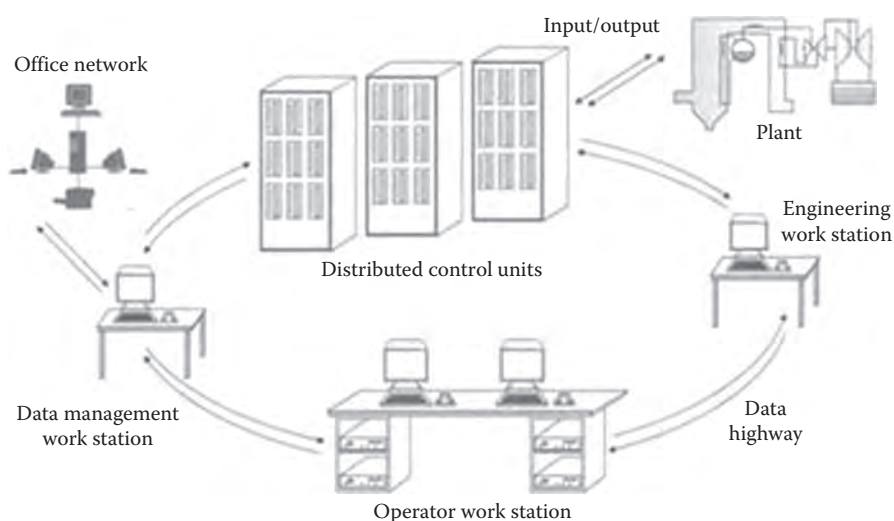 Input/output
Office network
Plant
Engineering
work station
Distributed control units
Data management
work station
Data
highway
Operator work station